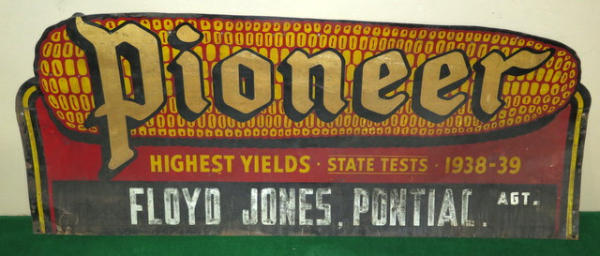 Pioneer
HIGHEST YIELDS · STATE TESTS · 1938-39
FLOYD JONES, PONTIAC. AGT.